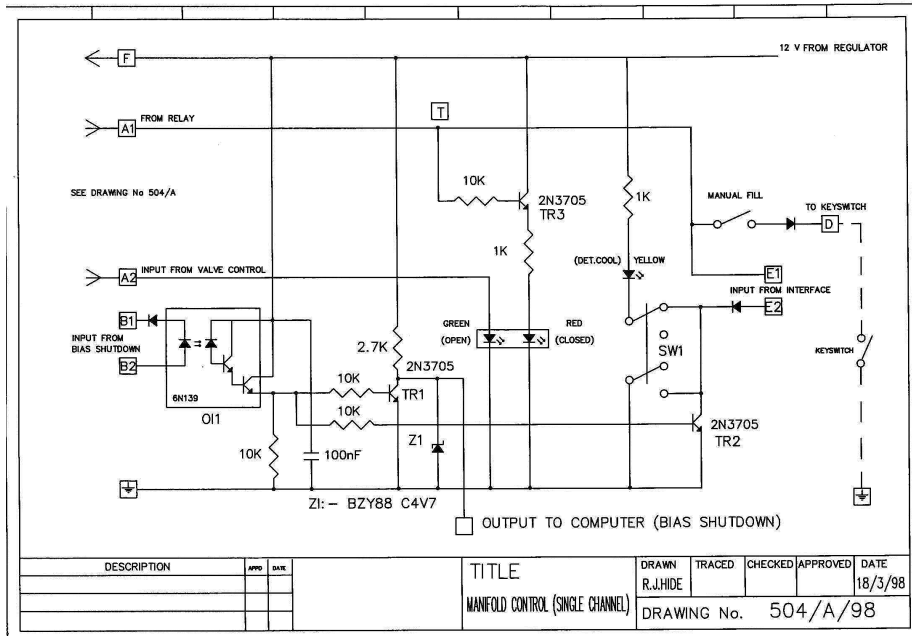 F
12 V FROM REGULATOR
A1
FROM RELAY
T
SEE DRAWING No 504/A
10K
2N3705
TR3
1K
MANUAL FILL
TO KEYSWITCH
D
1K
A2
INPUT FROM VALVE CONTROL
(DET.COOL) YELLOW
E1
INPUT FROM INTERFACE
E2
B1
INPUT FROM
BIAS SHUTDOWN
B2
GREEN
(OPEN)
RED
(CLOSED)
SW1
KEYSWITCH
2.7K
2N3705
6N139
OI1
10K
TR1
10K
Z1
2N3705
TR2
10K
100nF
ZI:- BZY88 C4V7
OUTPUT TO COMPUTER (BIAS SHUTDOWN)
DESCRIPTION
APPD
DATE
TITLE
MANIFOLD CONTROL (SINGLE CHANNEL)
DRAWN
R.J.HIDE
TRACED
CHECKED
APPROVED
DATE
18/3/98
DRAWING No. 504/A/98